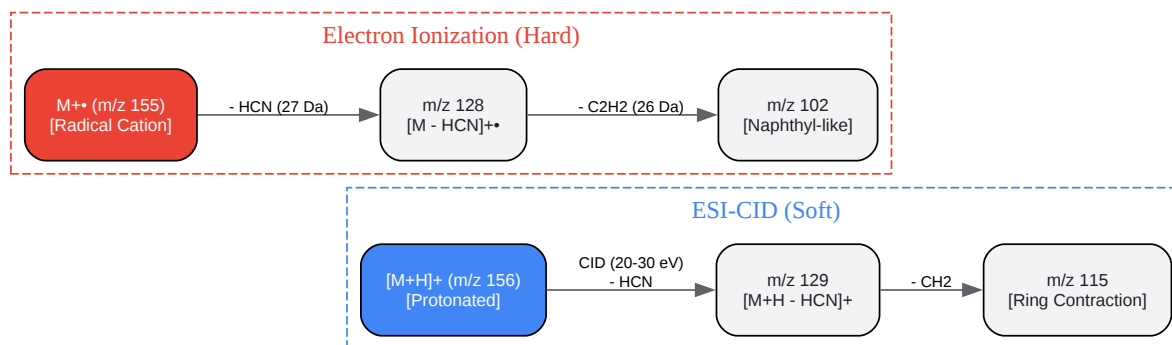 Electron Ionization (Hard)
M+• (m/z 155)
[Radical Cation]
- HCN (27 Da)
m/z 128
[M - HCN]+•
- C2H2 (26 Da)
m/z 102
[Naphthyl-like]
ESI-CID (Soft)
[M+H]+ (m/z 156)
[Protonated]
CID (20-30 eV)
- HCN
m/z 129
[M+H - HCN]+
- CH2
m/z 115
[Ring Contraction]